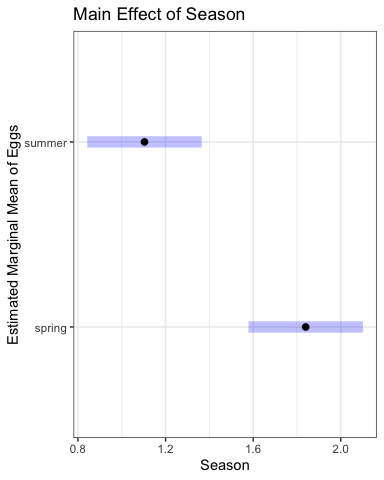 Main Effect of Season
Estimated Marginal Mean of Eggs
summer
spring
0.8 1.2 1.6 2.0
Season